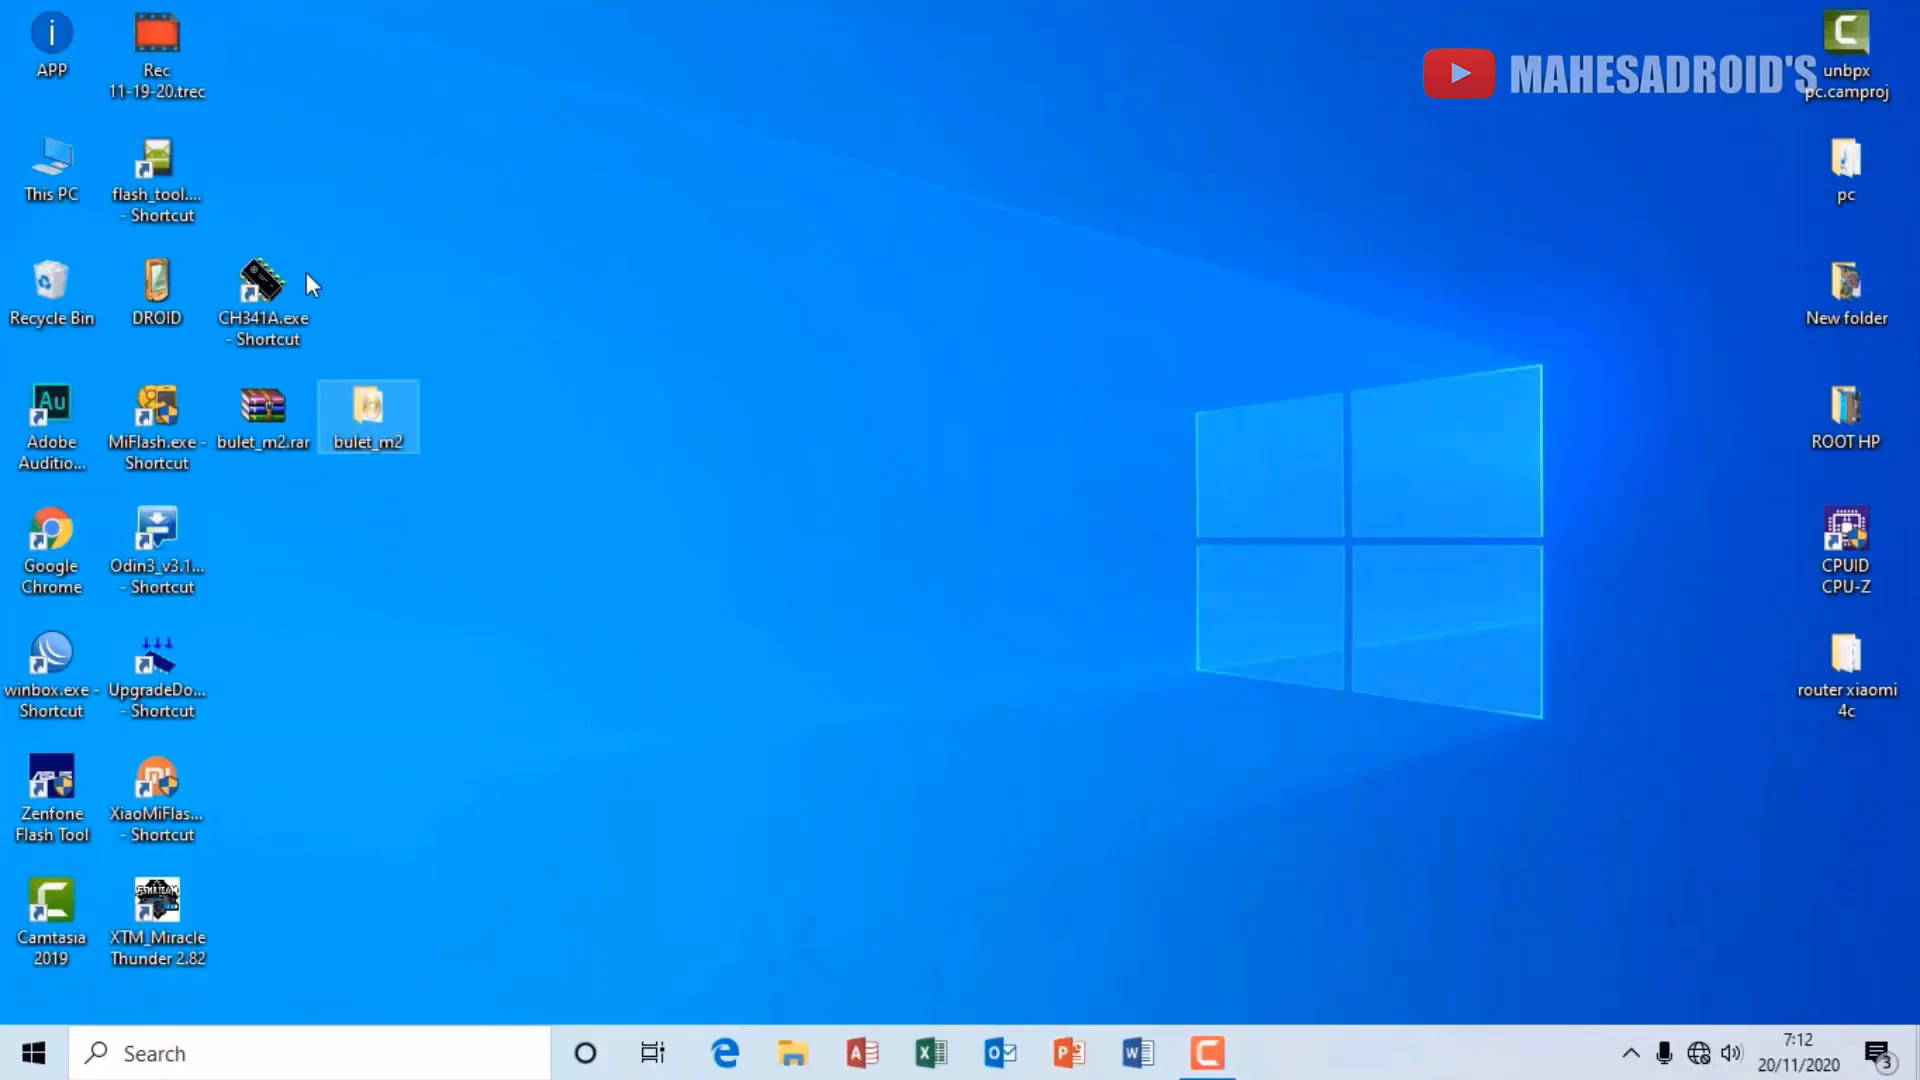 APP
Rec
11-19-20.trec
MAHESADROID'S
unbpx
pc.camproj
This PC
flash_tool....
- Shortcut
pc
Recycle Bin
DROID
CH341A.exe
- Shortcut
New folder
Au
Adobe
Auditio...
MiFlash.exe -
Shortcut
bulet_m2.rar
bulet_m2
ROOT HP
Google
Chrome
Odin3_v3.1...
- Shortcut
CPUID
CPU-Z
winbox.exe -
Shortcut
UpgradeDo...
- Shortcut
router xiaomi
4c
Zenfone
Flash Tool
XiaoMiFlas...
- Shortcut
Camtasia
2019
XTM_Miracle
Thunder 2.82
Search
7:12
20/11/2020
3